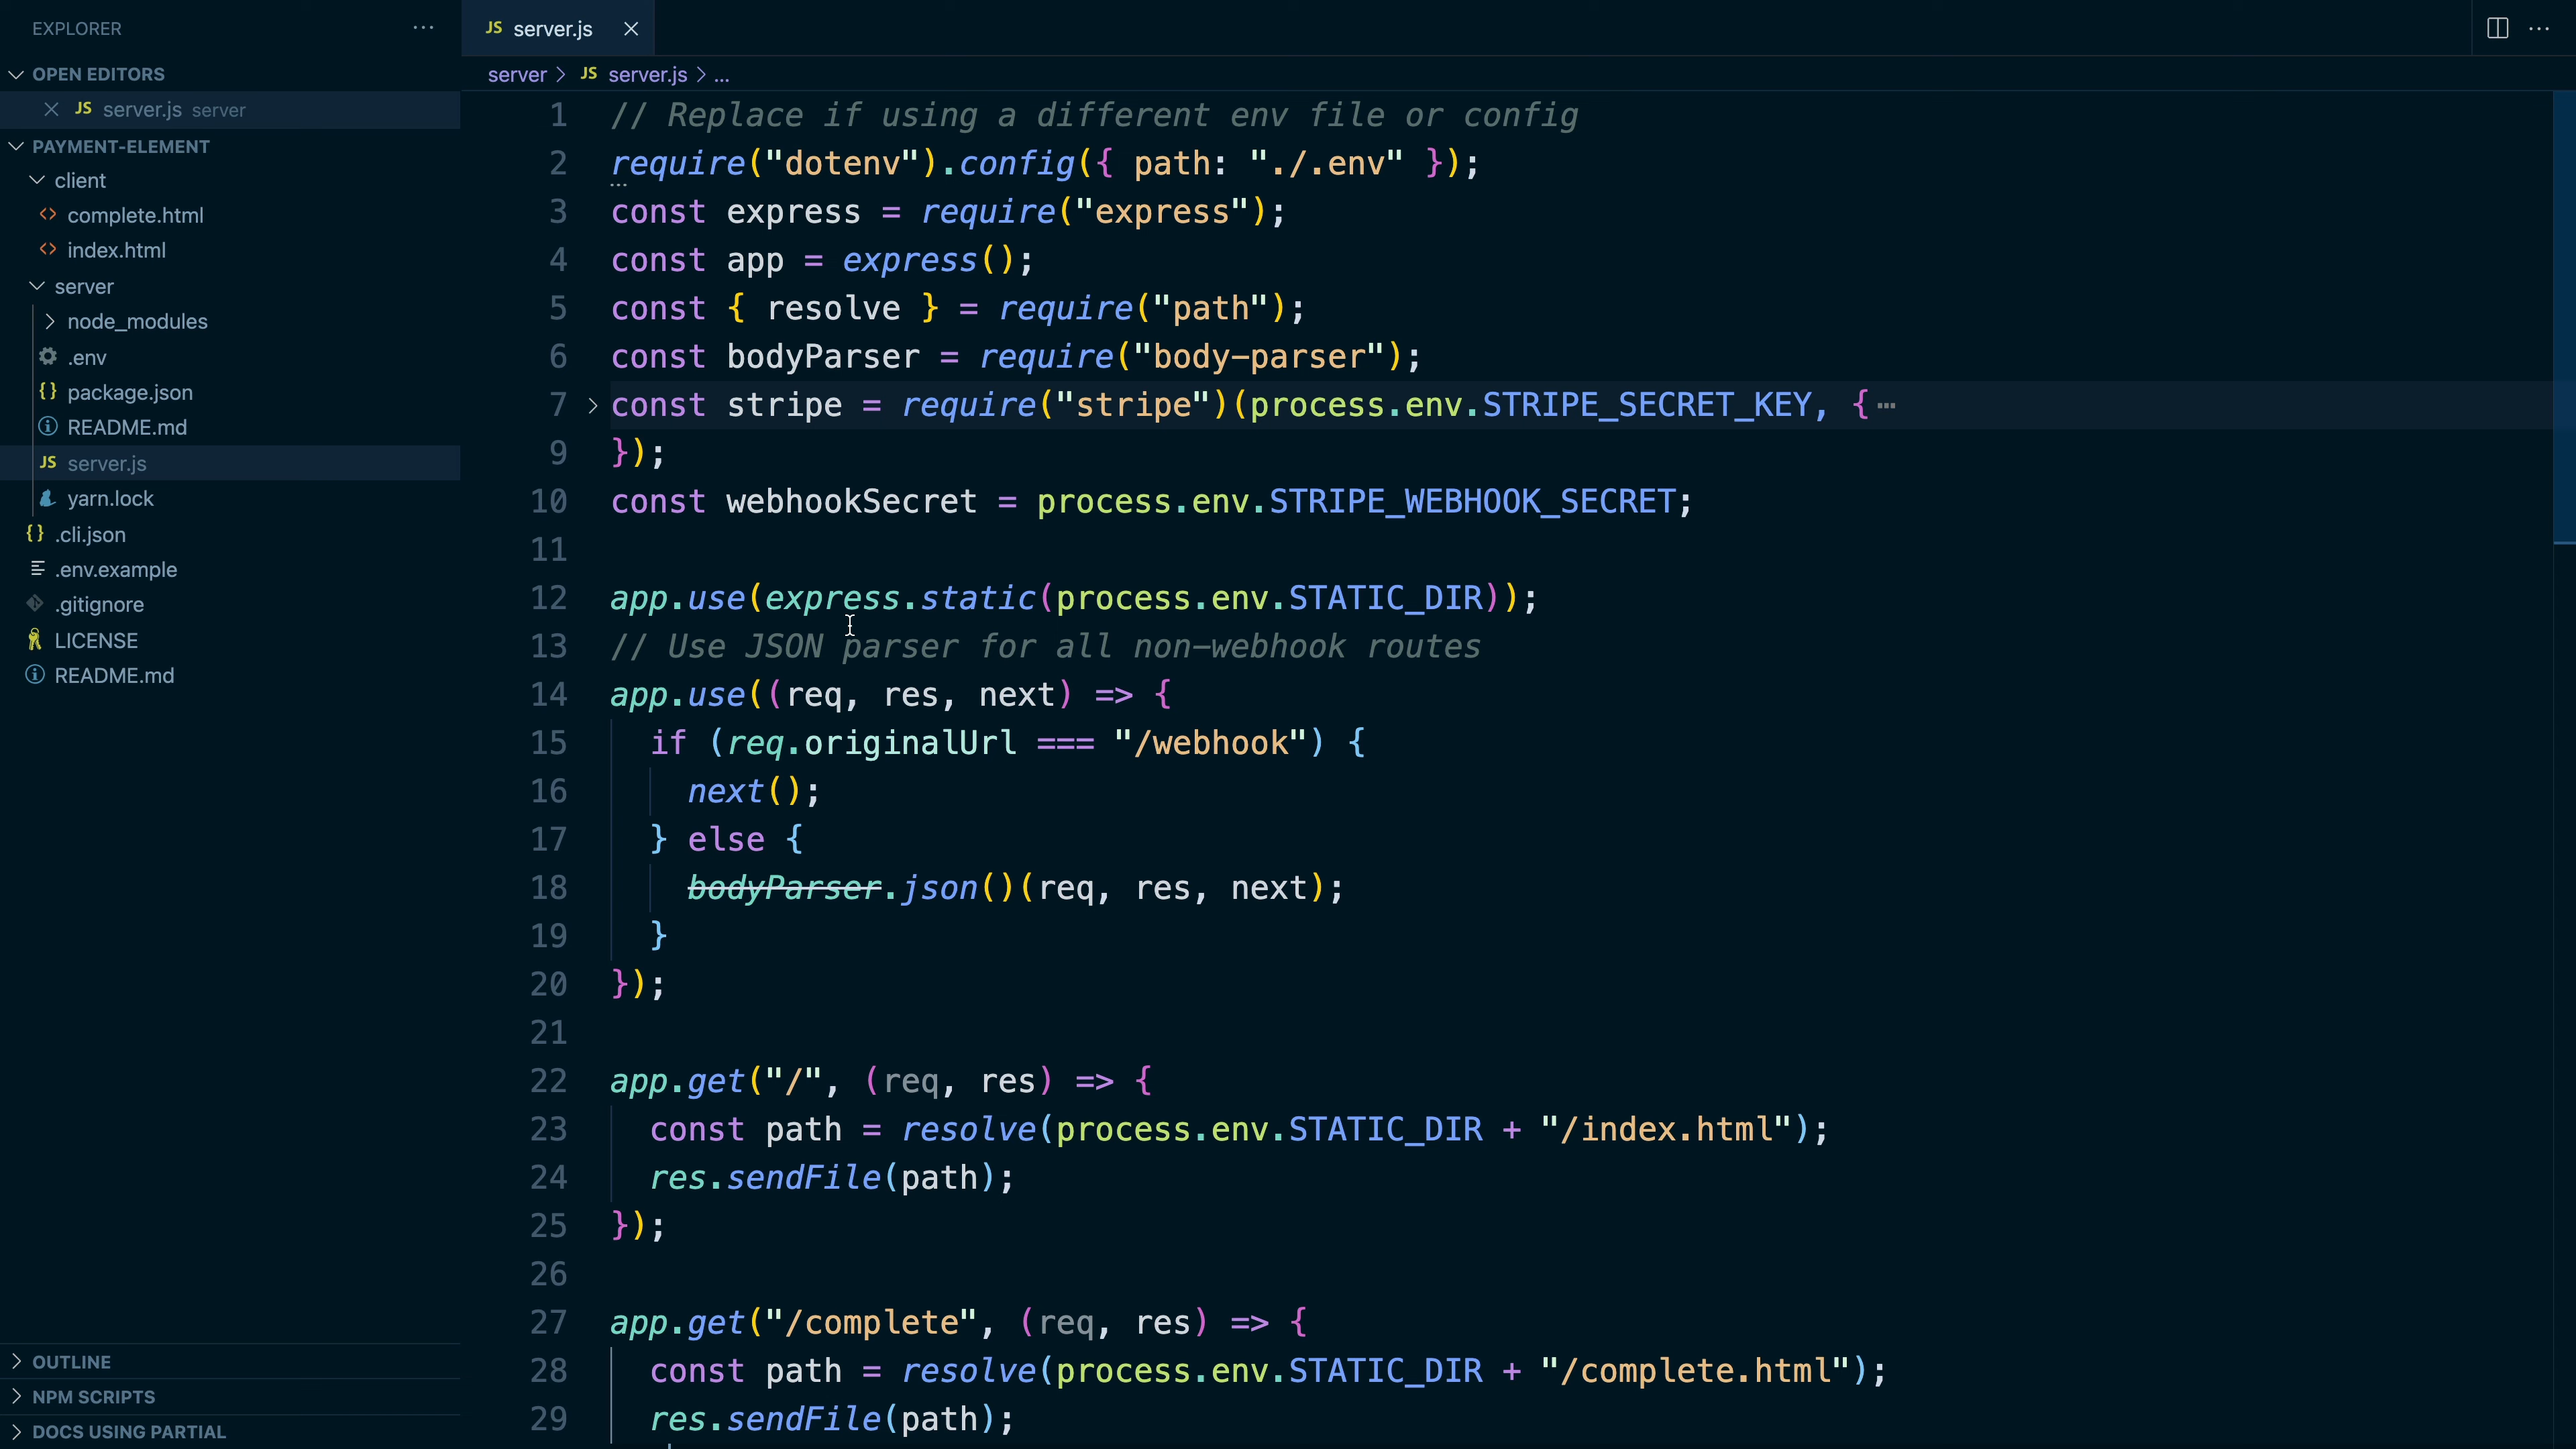 EXPLORER
OPEN EDITORS
JS server.js server
PAYMENT-ELEMENT
client
<> complete.html
<> index.html
server
node_modules
.env
{} package.json
README.md
JS server.js
yarn.lock
{} .cli.json
.env.example
.gitignore
LICENSE
README.md
OUTLINE
NPM SCRIPTS
DOCS USING PARTIAL
JS server.js
server > JS server.js > ...
1 // Replace if using a different env file or config
2 require("dotenv").config({ path: "./.env" });
3 const express = require("express");
4 const app = express();
5 const { resolve } = require("path");
6 const bodyParser = require("body-parser");
7 const stripe = require("stripe")(process.env.STRIPE_SECRET_KEY, {⋯
9 });
10 const webhookSecret = process.env.STRIPE_WEBHOOK_SECRET;
11
12 app.use(express.static(process.env.STATIC_DIR));
13 // Use JSON parser for all non-webhook routes
14 app.use((req, res, next) => {
15 if (req.originalUrl === "/webhook") {
16 next();
17 } else {
18 bodyParser.json()(req, res, next);
19 }
20 });
21
22 app.get("/", (req, res) => {
23 const path = resolve(process.env.STATIC_DIR + "/index.html");
24 res.sendFile(path);
25 });
26
27 app.get("/complete", (req, res) => {
28 const path = resolve(process.env.STATIC_DIR + "/complete.html");
29 res.sendFile(path);